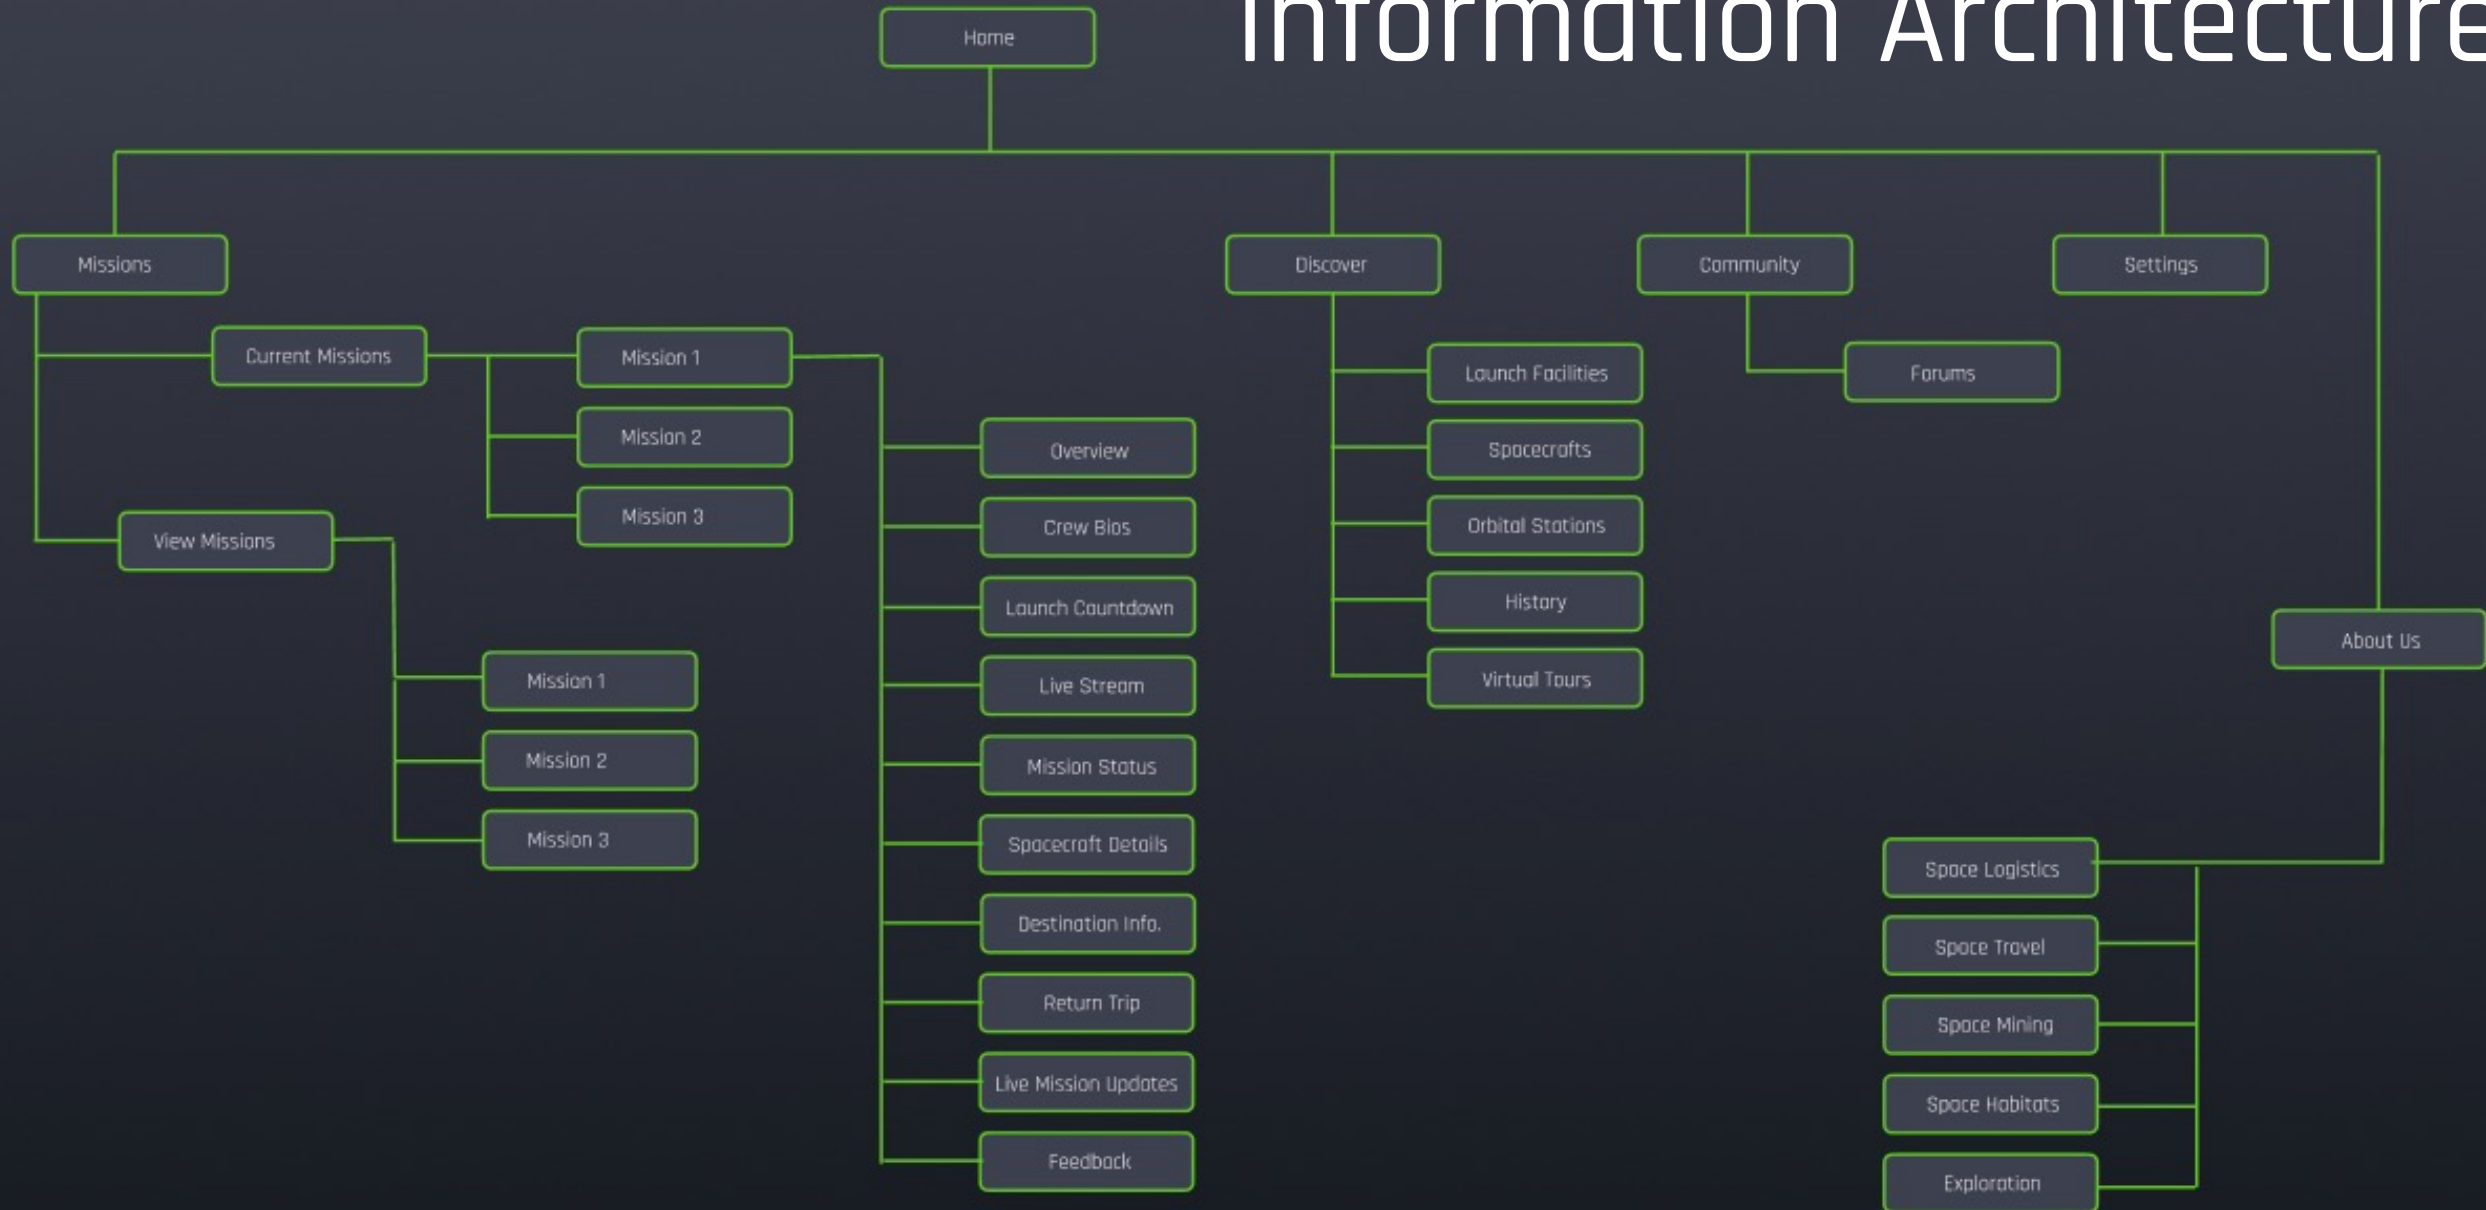 Information Architecture
Home
Missions
Current Missions
Mission 1
Mission 2
Mission 3
View Missions
Mission 1
Mission 2
Mission 3
Overview
Crew Bios
Launch Countdown
Live Stream
Mission Status
Spacecraft Details
Destination Info.
Return Trip
Live Mission Updates
Feedback
Discover
Launch Facilities
Spacecrafts
Orbital Stations
History
Virtual Tours
Community
Forums
Settings
About Us
Space Logistics
Space Travel
Space Mining
Space Habitats
Exploration